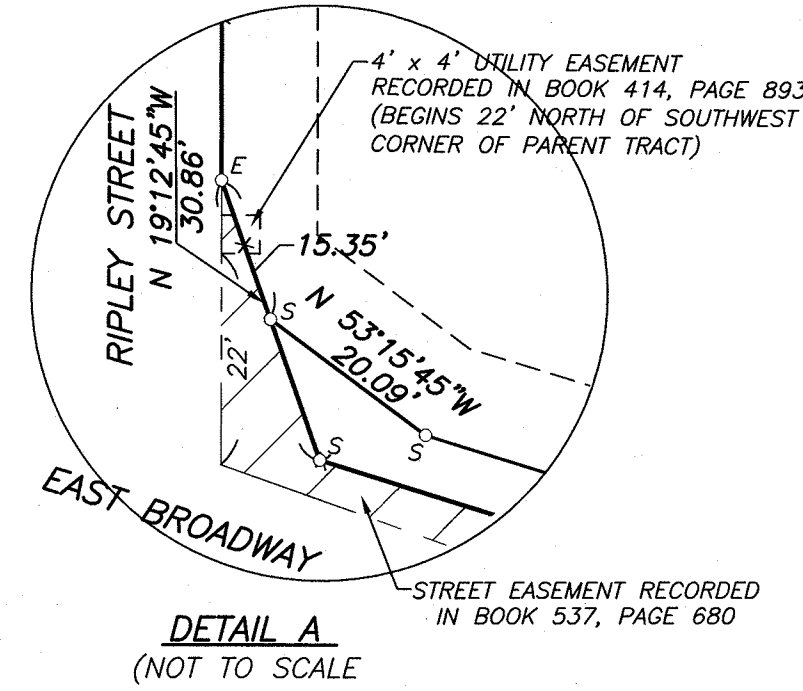 4' x 4' UTILITY EASEMENT
RECORDED IN BOOK 414, PAGE 893
(BEGINS 22' NORTH OF SOUTHWEST
CORNER OF PARENT TRACT)
RIPLEY STREET
N 19°12'45"W
30.86'
E
15.35'
S
N 53°15'45"W
20.09'
22'
S
S
EAST BROADWAY
STREET EASEMENT RECORDED
IN BOOK 537, PAGE 680
DETAIL A
(NOT TO SCALE